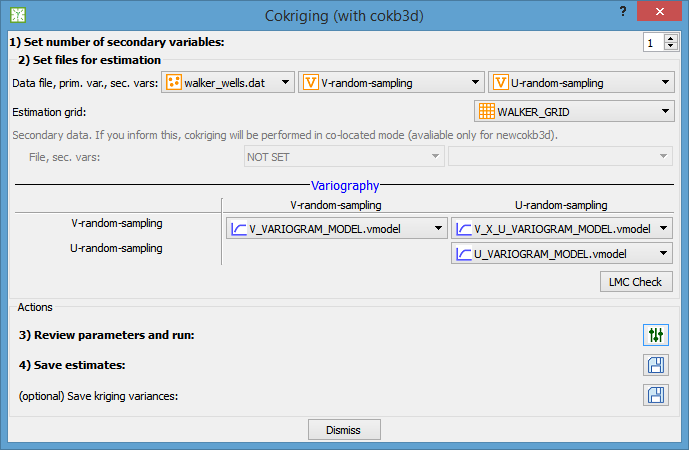 Cokriging (with cokb3d)
? ×
1) Set number of secondary variables: 1
2) Set files for estimation
Data file, prim. var., sec. vars: walker_wells.dat V-random-sampling U-random-sampling
Estimation grid: WALKER_GRID
Secondary data. If you inform this, cokriging will be performed in co-located mode (avaliable only for newcokb3d).
File, sec. vars: NOT SET
Variography
V-random-sampling U-random-sampling
V-random-sampling V_VARIOGRAM_MODEL.vmodel V_X_U_VARIOGRAM_MODEL.vmodel
U-random-sampling U_VARIOGRAM_MODEL.vmodel
LMC Check
Actions
3) Review parameters and run:
4) Save estimates:
(optional) Save kriging variances:
Dismiss